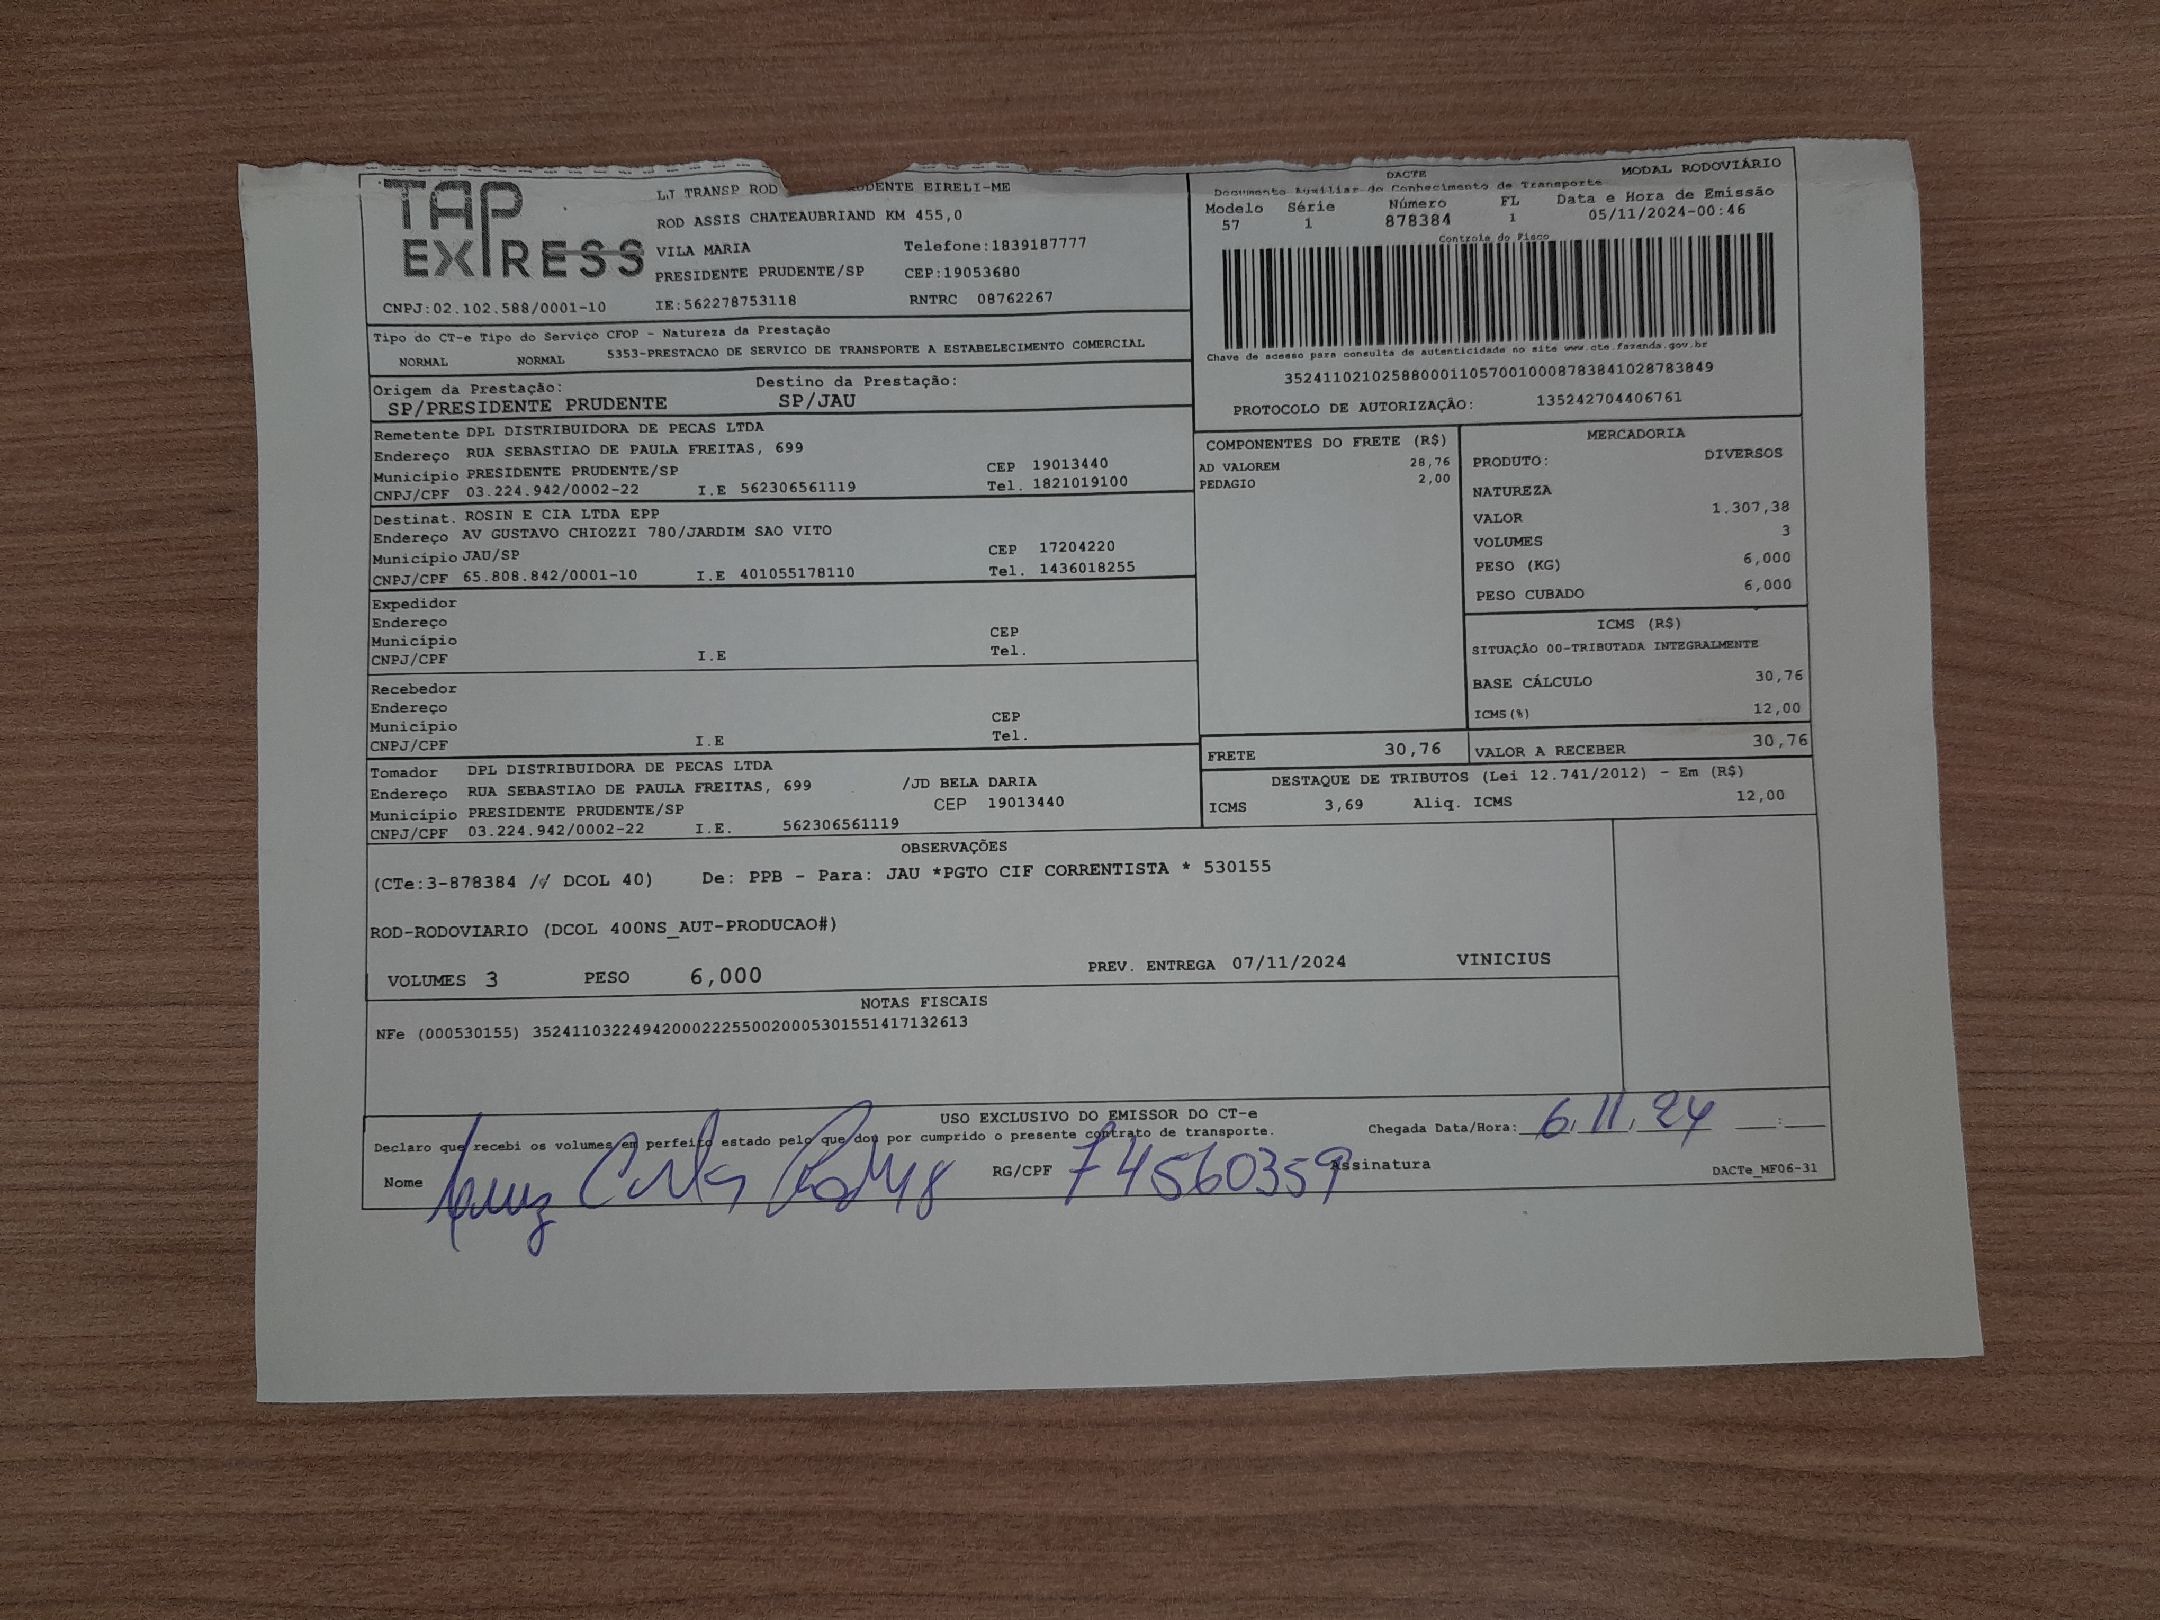 TAP
EXPRESS
LJ TRANSP ROD DENTE EIRELI-ME
ROD ASSIS CHATEAUBRIAND KM 455,0
VILA MARIA Telefone:1839187777
PRESIDENTE PRUDENTE/SP CEP:19053680
CNPJ:02.102.588/0001-10 IE:562278753118 RNTRC 08762267
DACTE MODAL RODOVIÁRIO
Documento Auxiliar do Conhecimento de Transporte
Modelo Série Número FL Data e Hora de Emissão
57 1 878384 1 05/11/2024-00:46
Controle do Fisco
Chave de acesso para consulta de autenticidade no site www.cte.fazenda.gov.br
35241102102588000110570010008783841028783849
PROTOCOLO DE AUTORIZAÇÃO: 135242704406761
Tipo do CT-e Tipo do Serviço CFOP - Natureza da Prestação
NORMAL NORMAL 5353-PRESTACAO DE SERVICO DE TRANSPORTE A ESTABELECIMENTO COMERCIAL
Origem da Prestação: Destino da Prestação:
SP/PRESIDENTE PRUDENTE SP/JAU
Remetente DPL DISTRIBUIDORA DE PECAS LTDA
Endereço RUA SEBASTIAO DE PAULA FREITAS, 699
Município PRESIDENTE PRUDENTE/SP CEP 19013440
CNPJ/CPF 03.224.942/0002-22 I.E 562306561119 Tel. 1821019100
Destinat. ROSIN E CIA LTDA EPP
Endereço AV GUSTAVO CHIOZZI 780/JARDIM SAO VITO
Município JAU/SP CEP 17204220
CNPJ/CPF 65.808.842/0001-10 I.E 401055178110 Tel. 1436018255
Expedidor
Endereço
Município CEP
CNPJ/CPF I.E Tel.
Recebedor
Endereço
Município CEP
CNPJ/CPF I.E Tel.
Tomador DPL DISTRIBUIDORA DE PECAS LTDA
Endereço RUA SEBASTIAO DE PAULA FREITAS, 699 /JD BELA DARIA
Município PRESIDENTE PRUDENTE/SP CEP 19013440
CNPJ/CPF 03.224.942/0002-22 I.E. 562306561119
COMPONENTES DO FRETE (R$)
AD VALOREM 28,76
PEDAGIO 2,00
MERCADORIA
PRODUTO: DIVERSOS
NATUREZA
VALOR 1.307,38
VOLUMES 3
PESO (KG) 6,000
PESO CUBADO 6,000
ICMS (R$)
SITUAÇÃO 00-TRIBUTADA INTEGRALMENTE
BASE CÁLCULO 30,76
ICMS(%) 12,00
FRETE 30,76 VALOR A RECEBER 30,76
DESTAQUE DE TRIBUTOS (Lei 12.741/2012) - Em (R$)
ICMS 3,69 Aliq. ICMS 12,00
OBSERVAÇÕES
(CTe:3-878384 // DCOL 40) De: PPB - Para: JAU *PGTO CIF CORRENTISTA * 530155
ROD-RODOVIARIO (DCOL 400NS_AUT-PRODUCAO#)
VOLUMES 3 PESO 6,000 PREV. ENTREGA 07/11/2024 VINICIUS
NOTAS FISCAIS
NFe (000530155) 35241103224942000222550020005301551417132613
USO EXCLUSIVO DO EMISSOR DO CT-e
Declaro que recebi os volumes em perfeito estado pelo que dou por cumprido o presente contrato de transporte. Chegada Data/Hora: 6.11.24 __:__
Nome RG/CPF 74560359 Assinatura DACTe_MF06-31